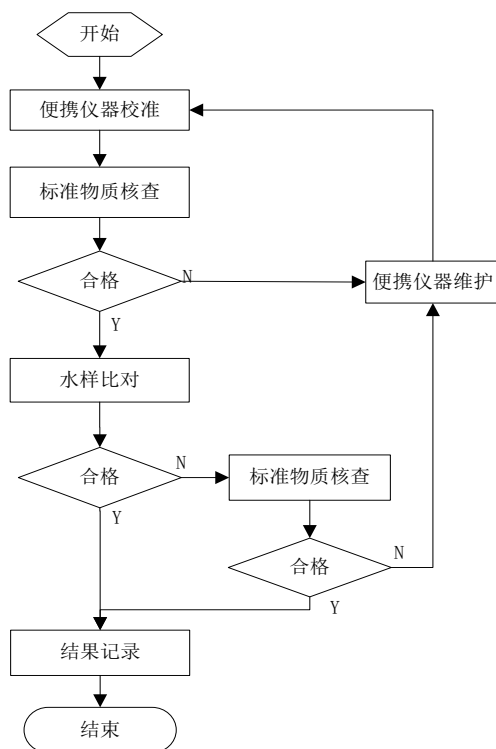 开始
便携仪器校准
标准物质核查
合格
N
便携仪器维护
Y
水样比对
合格
N
标准物质核查
Y
合格
N
Y
结果记录
结束